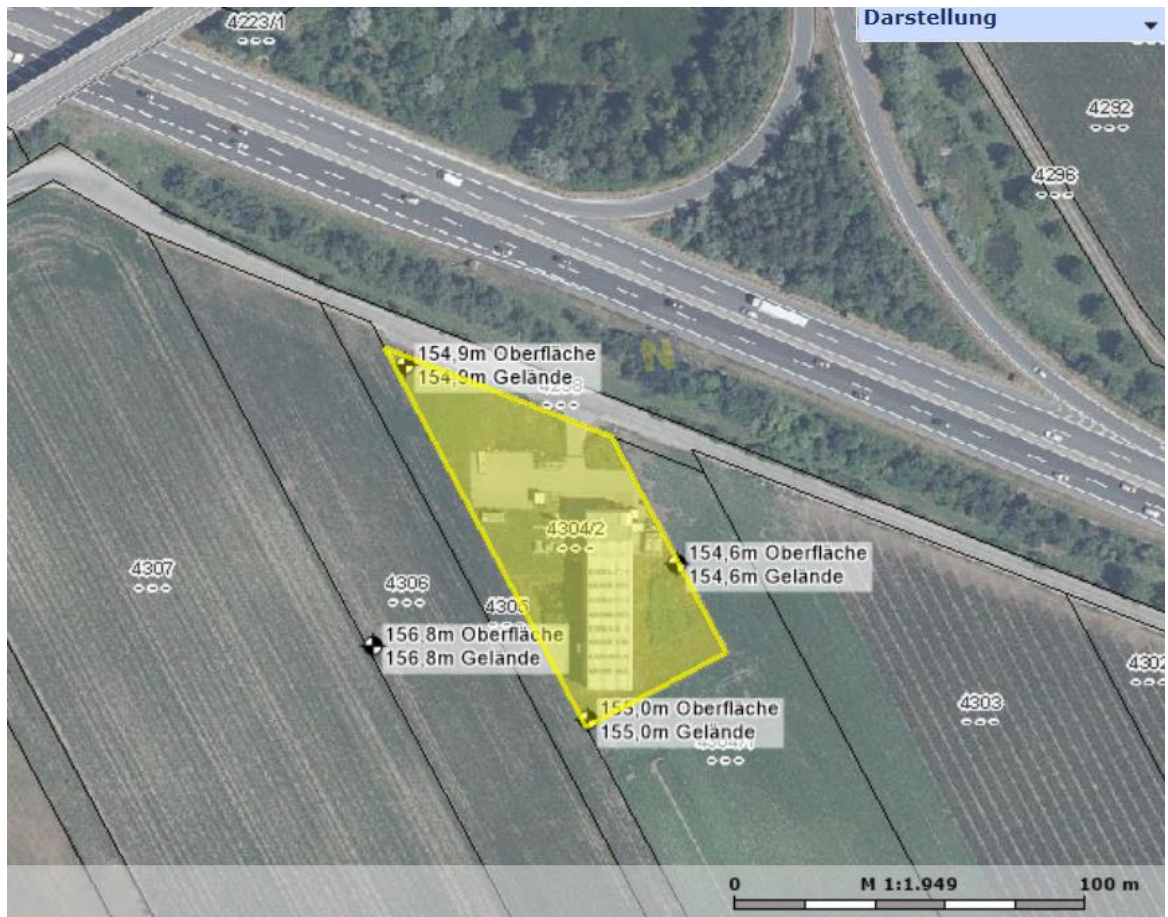 Darstellung
4223/1
4292
4296
154,9m Oberfläche
154,9m Gelände
4304/2
154,6m Oberfläche
154,6m Gelände
4307
4306
4305
156,8m Oberfläche
156,8m Gelände
4302
4303
155,0m Oberfläche
155,0m Gelände
0 M 1:1.949 100 m